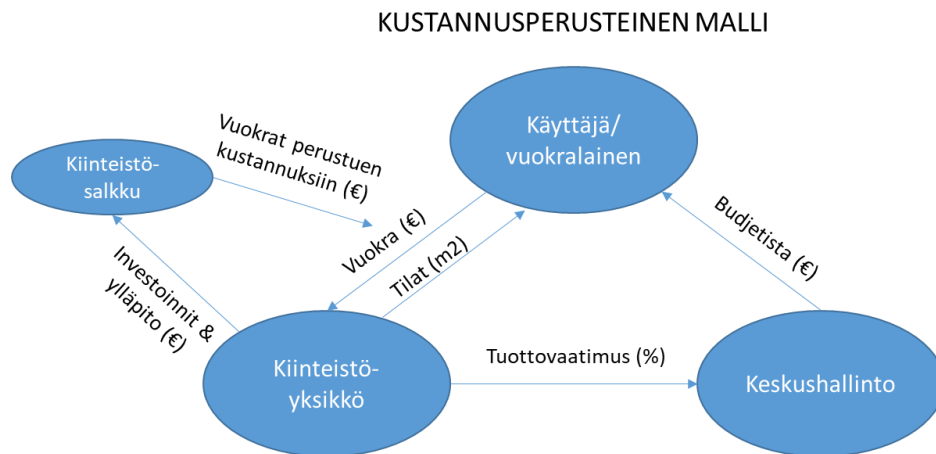 KUSTANNUSPERUSTEINEN MALLI
Käyttäjä/
vuokralainen
Vuokrat perustuen
kustannuksiin (€)
Kiinteistö-
salkku
Budjetista (€)
Vuokra (€)
Tilat (m2)
Investoinnit &
ylläpito (€)
Tuottovaatimus (%)
Kiinteistö-
yksikkö
Keskushallinto